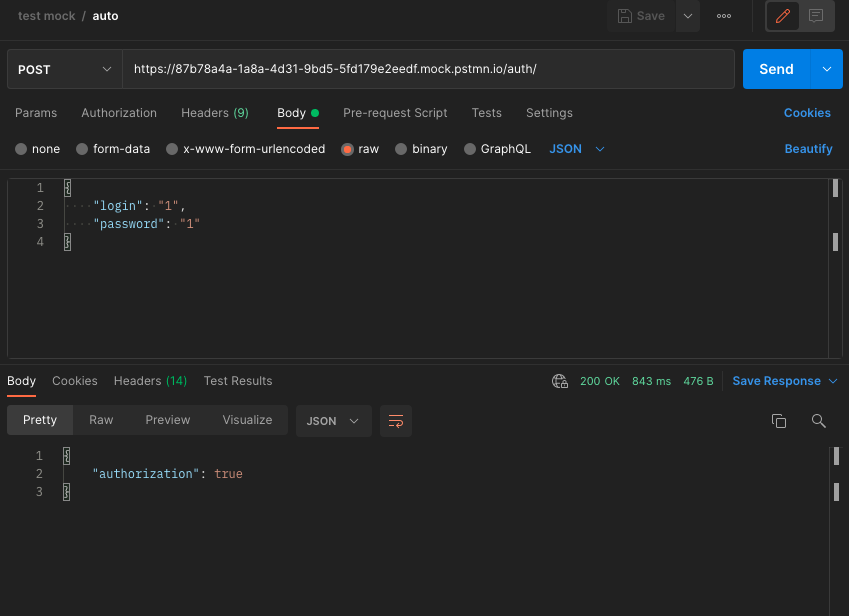 test mock / auto
Save
POST
https://87b78a4a-1a8a-4d31-9bd5-5fd179e2eedf.mock.pstmn.io/auth/
Send
Params Authorization Headers (9) Body Pre-request Script Tests Settings Cookies
none form-data x-www-form-urlencoded raw binary GraphQL JSON Beautify
1 {
2 "login": "1",
3 "password": "1"
4 }
Body Cookies Headers (14) Test Results 200 OK 843 ms 476 B Save Response
Pretty Raw Preview Visualize JSON
1 {
2 "authorization": true
3 }